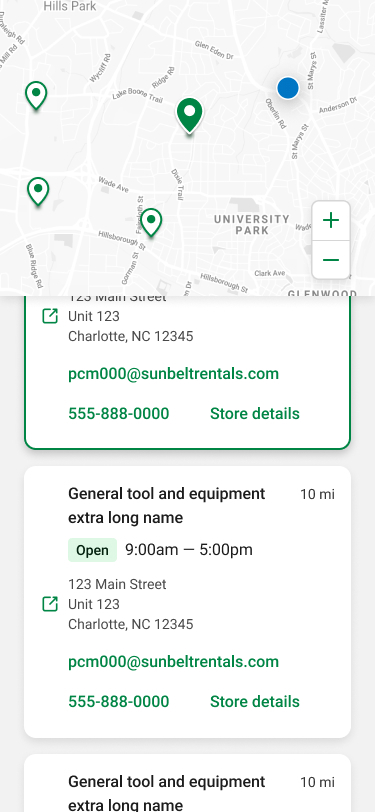 Hills Park
Glen Eden Dr
Lassiter M
St Marys St
Wycliff Rd
Ridge Rd
Lake Boone Trail
Oberlin Rd
Anderson Dr
St Marys St
Mill Rd
Dixie Trail
Wade Ave
Wade
UNIVERSITY
PARK
Hillsborough St
Gorman St
Blue Ridge Rd
Hillsborough St
Clark Ave
GLENWOOD
+
−
123 Main Street
Unit 123
Charlotte, NC 12345
pcm000@sunbeltrentals.com
555-888-0000 Store details
General tool and equipment 10 mi
extra long name
Open 9:00am — 5:00pm
123 Main Street
Unit 123
Charlotte, NC 12345
pcm000@sunbeltrentals.com
555-888-0000 Store details
General tool and equipment 10 mi
extra long name